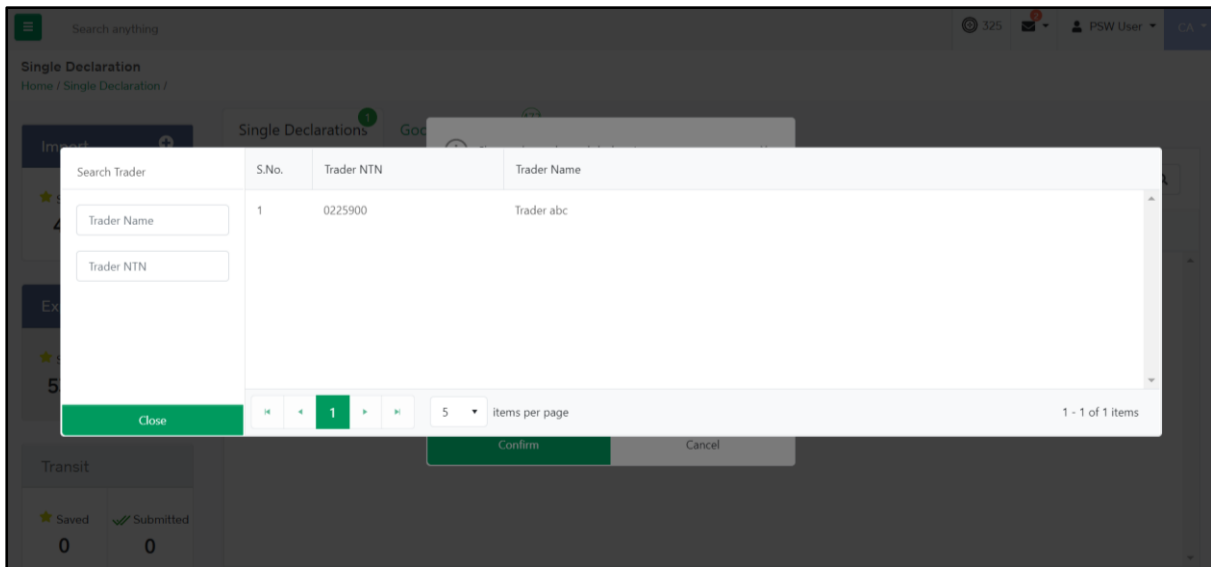 Search anything
325
2
PSW User
CA
Single Declaration
Home / Single Declaration /
Single Declarations
1
Search Trader
S.No.
Trader NTN
Trader Name
Trader Name
1
0225900
Trader abc
Trader NTN
Close
1
5
items per page
1 - 1 of 1 items
Confirm
Cancel
Transit
Saved
Submitted
0
0